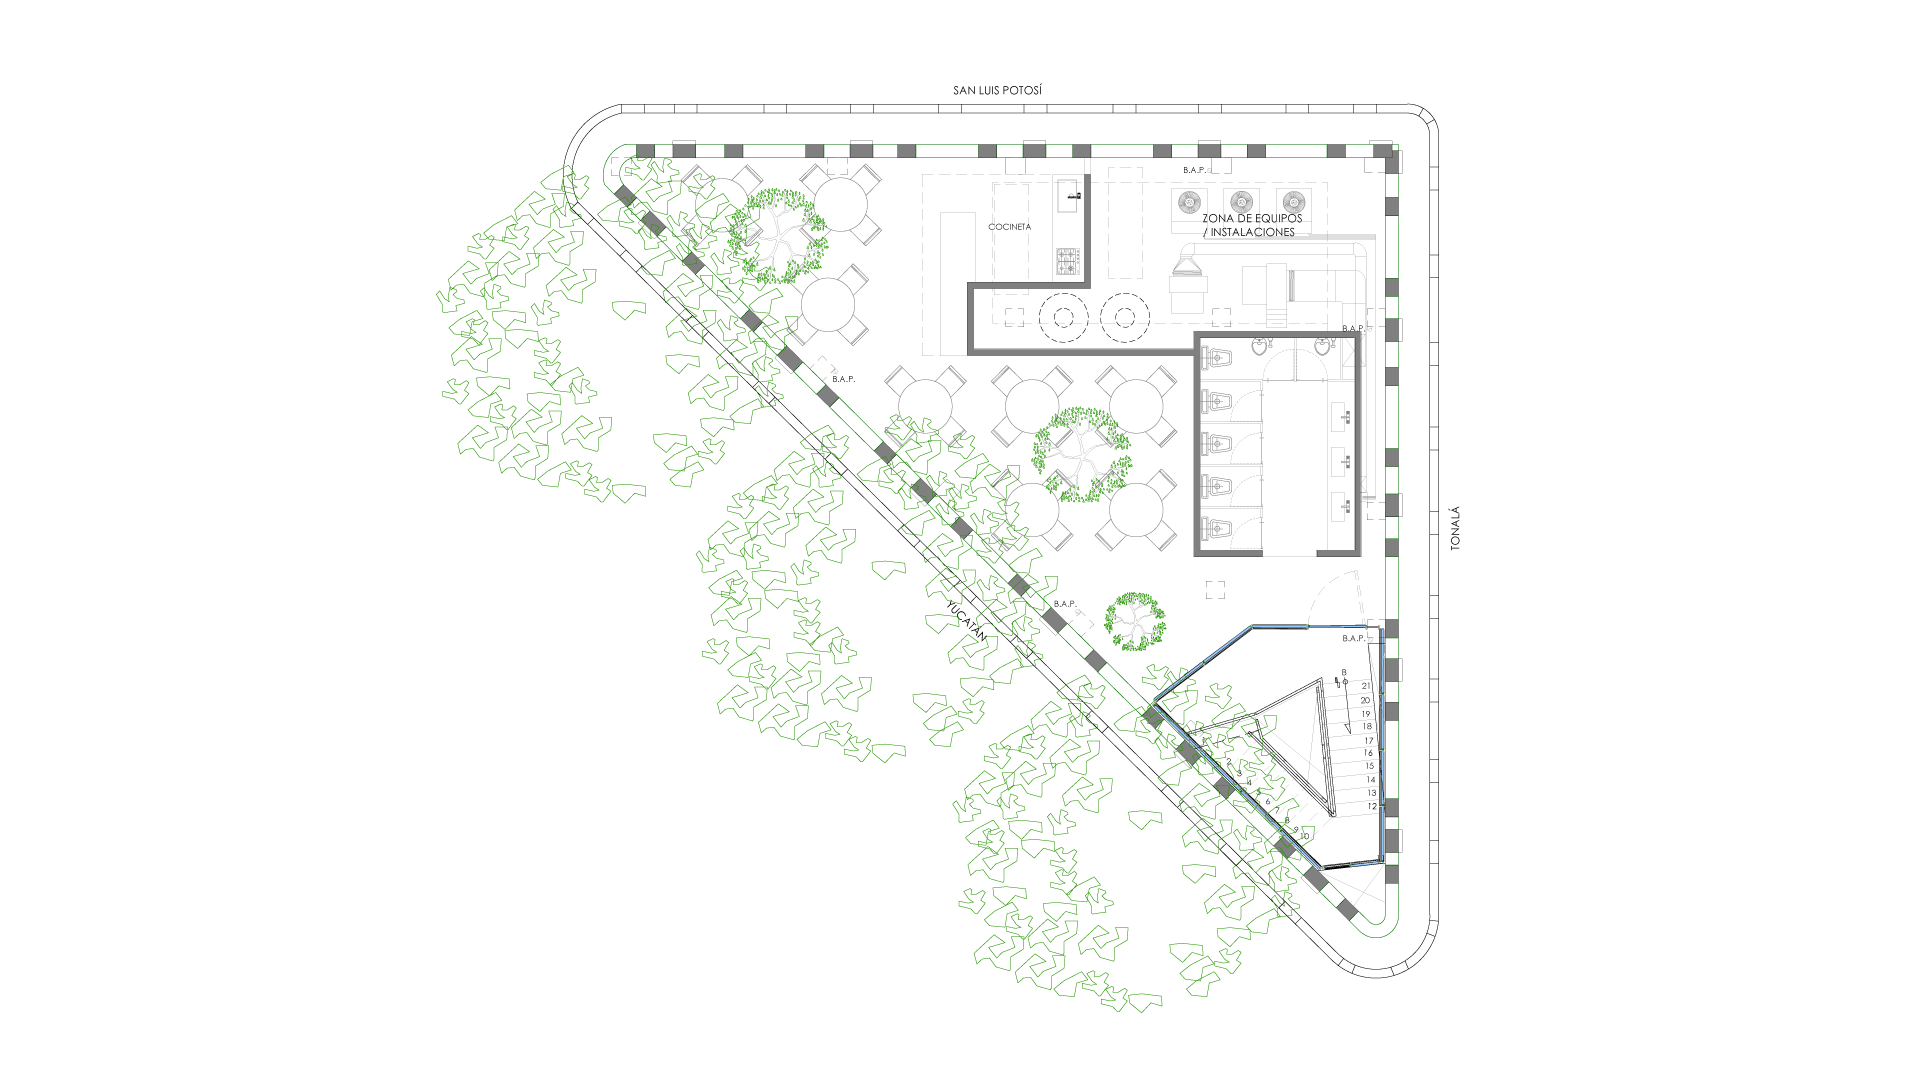 SAN LUIS POTOSÍ
B.A.P.
ZONA DE EQUIPOS
/ INSTALACIONES
COCINETA
B.A.P.
B.A.P.
TONALÁ
B.A.P.
YUCATÁN
B.A.P.
B
21
20
19
18
17
16
15
14
13
12
2
3
4
5
6
7
8
9
10